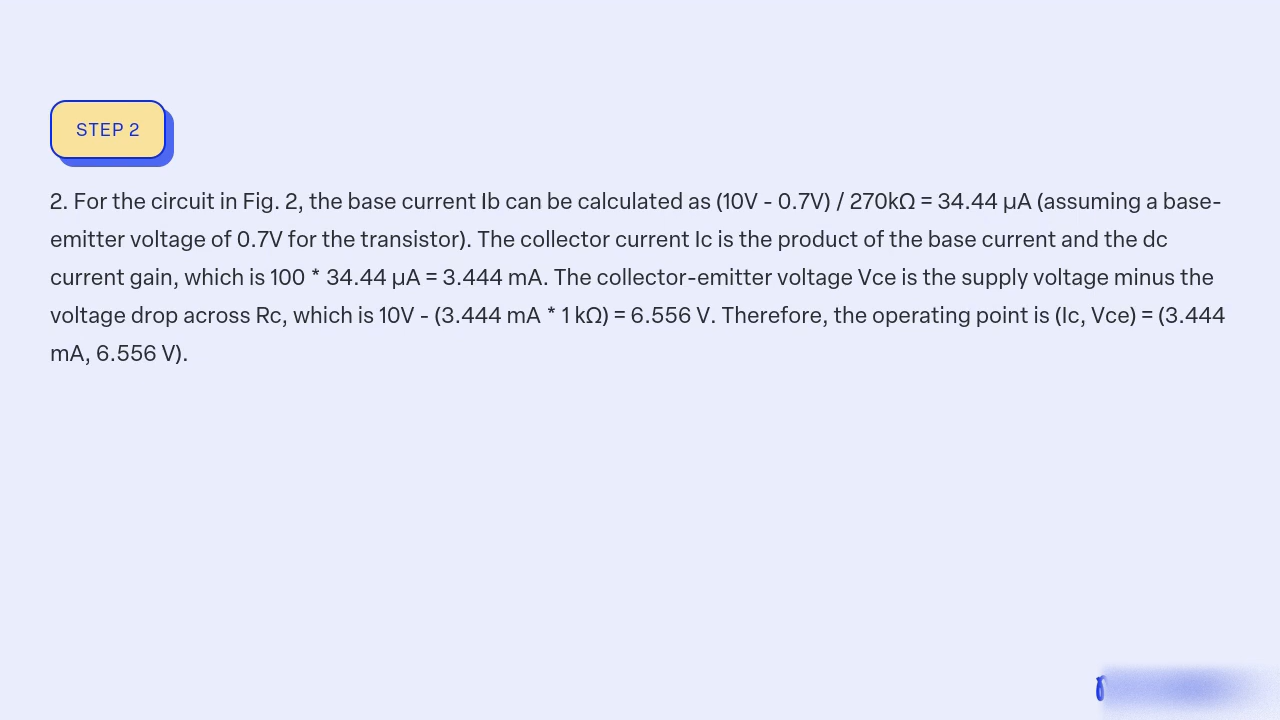 STEP 2
2. For the circuit in Fig. 2, the base current Ib can be calculated as (10V - 0.7V) / 270kΩ = 34.44 µA (assuming a base-
emitter voltage of 0.7V for the transistor). The collector current Ic is the product of the base current and the dc
current gain, which is 100 * 34.44 µA = 3.444 mA. The collector-emitter voltage Vce is the supply voltage minus the
voltage drop across Rc, which is 10V - (3.444 mA * 1 kΩ) = 6.556 V. Therefore, the operating point is (Ic, Vce) = (3.444
mA, 6.556 V).